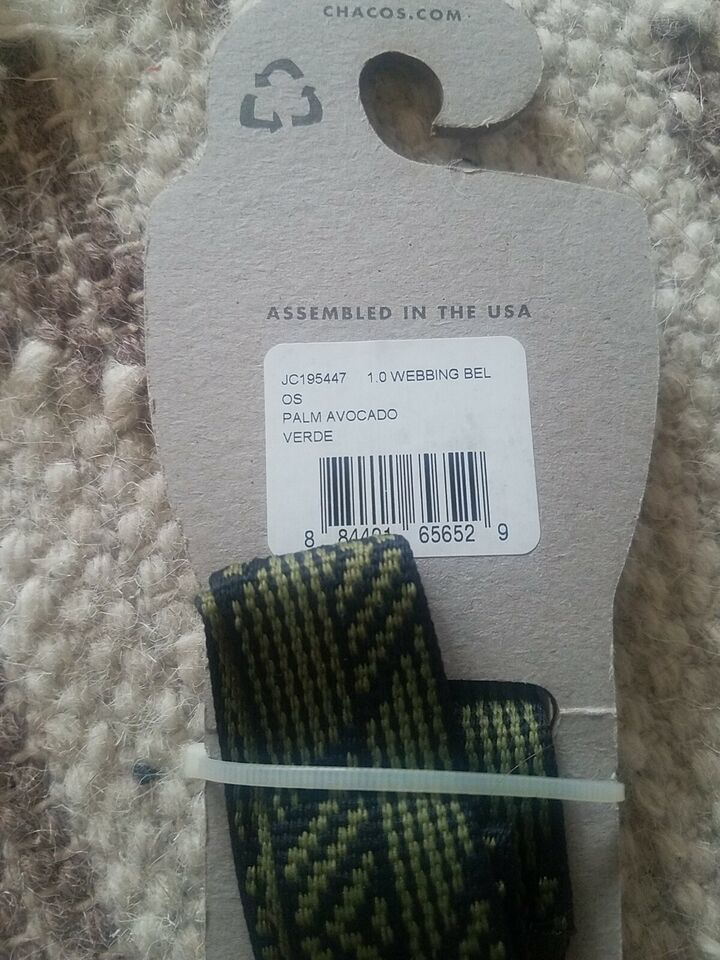 CHACOS.COM
ASSEMBLED IN THE USA
JC195447 1.0 WEBBING BEL
OS
PALM AVOCADO
VERDE
8 84401 65652 9